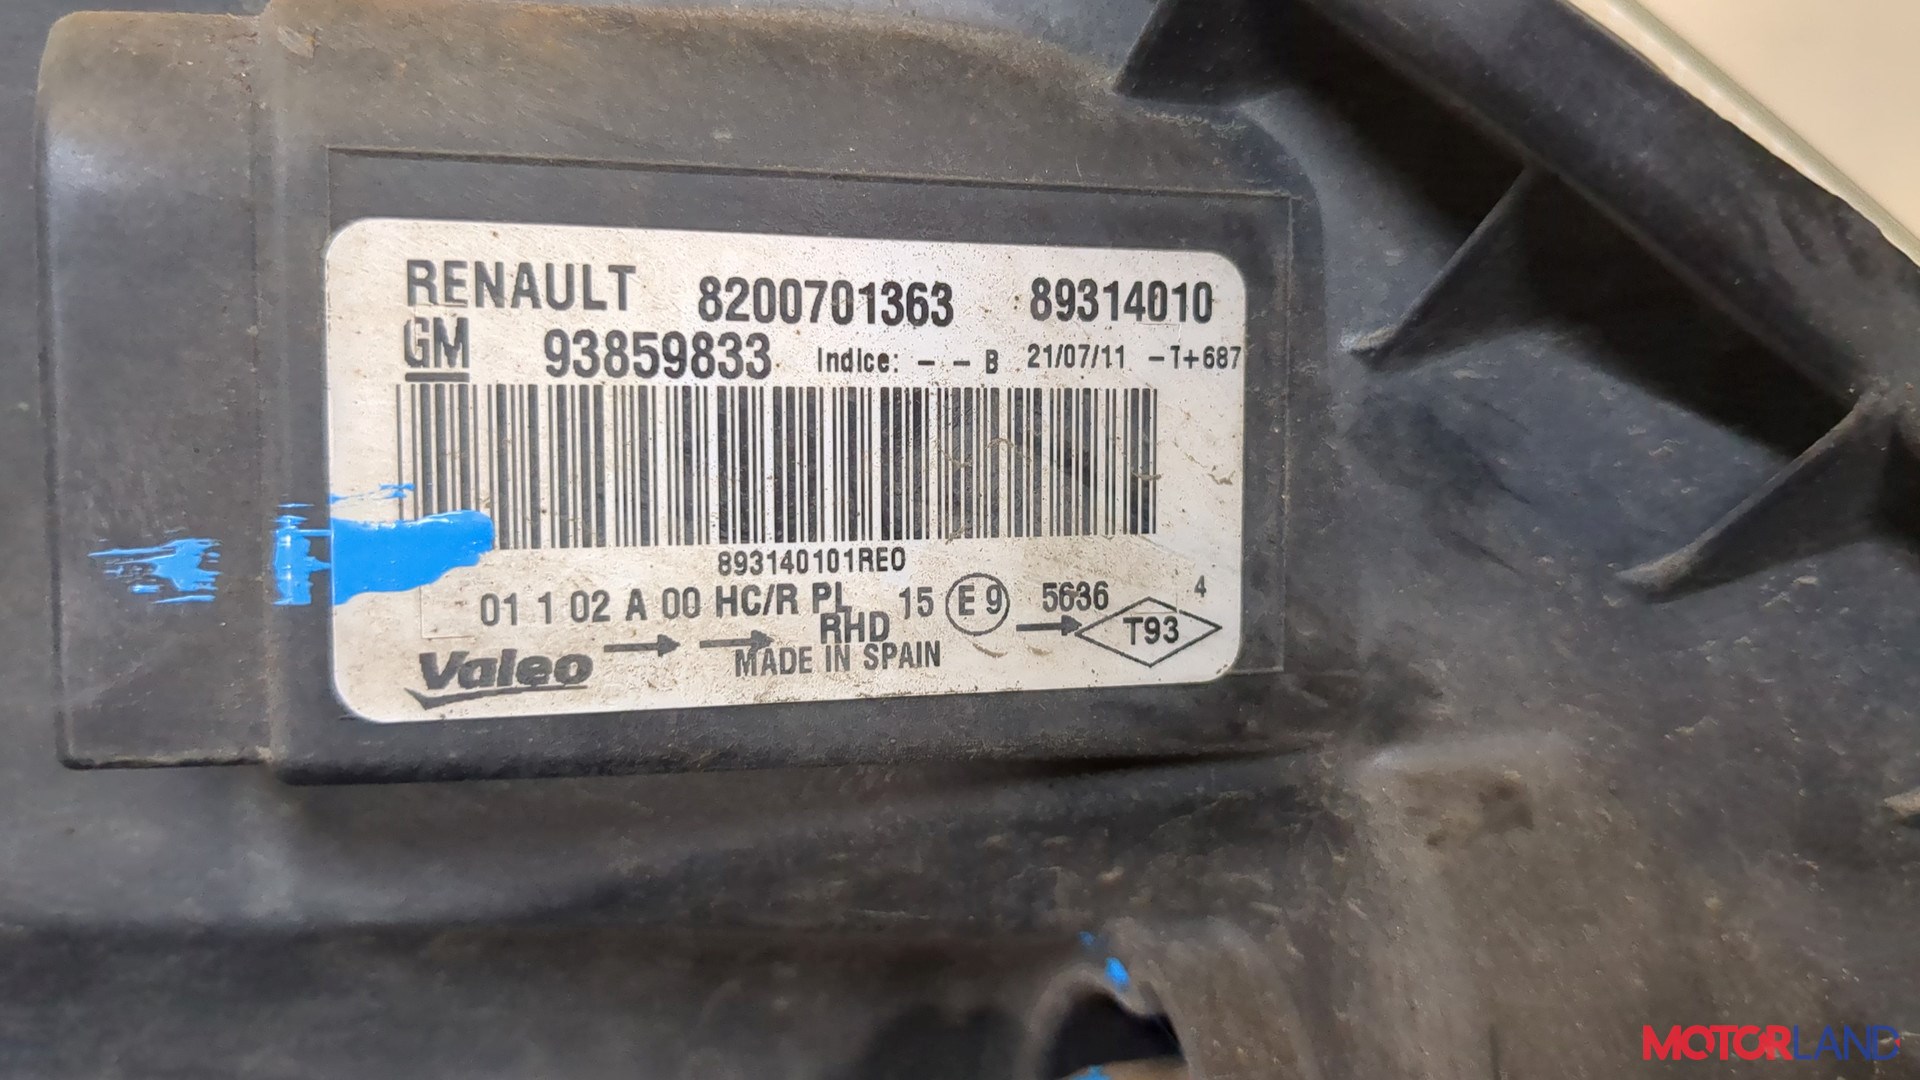 RENAULT 8200701363 89314010
GM 93859833 Indice: - - B 21/07/11 -T+687
893140101RE0
01 1 02 A 00 HC/R PL 15 E9 5636 4
RHD T93
Valeo MADE IN SPAIN
MOTORLAND